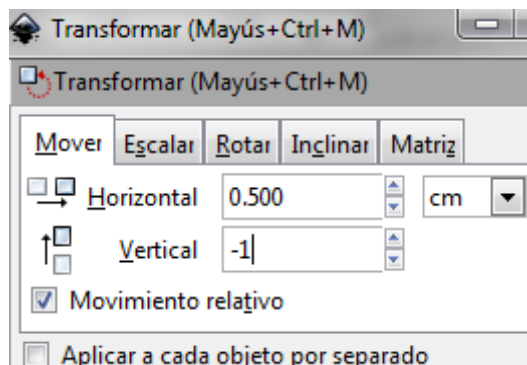 Transformar (Mayús+Ctrl+M)
Transformar (Mayús+Ctrl+M)
Mover Escalar Rotar Inclinar Matriz
Horizontal 0.500 cm
Vertical -1
Movimiento relativo
Aplicar a cada objeto por separado